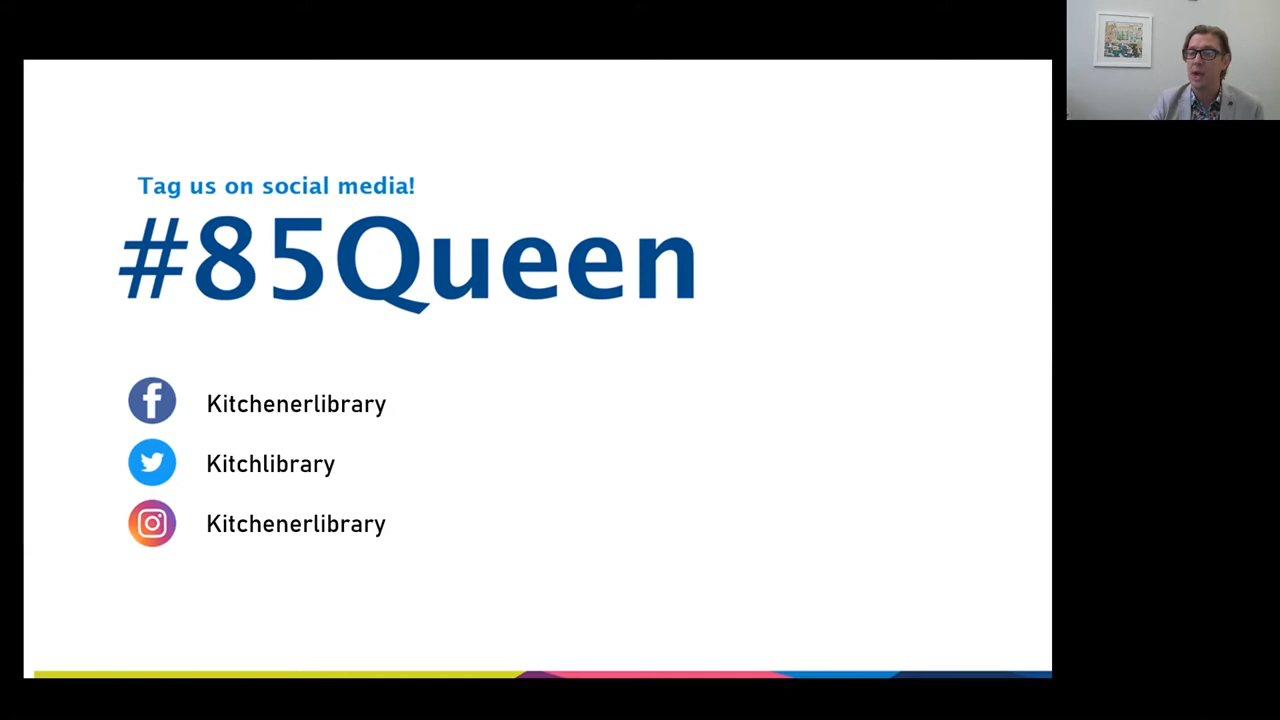 Tag us on social media!
#85Queen
Kitchenerlibrary
Kitchlibrary
Kitchenerlibrary